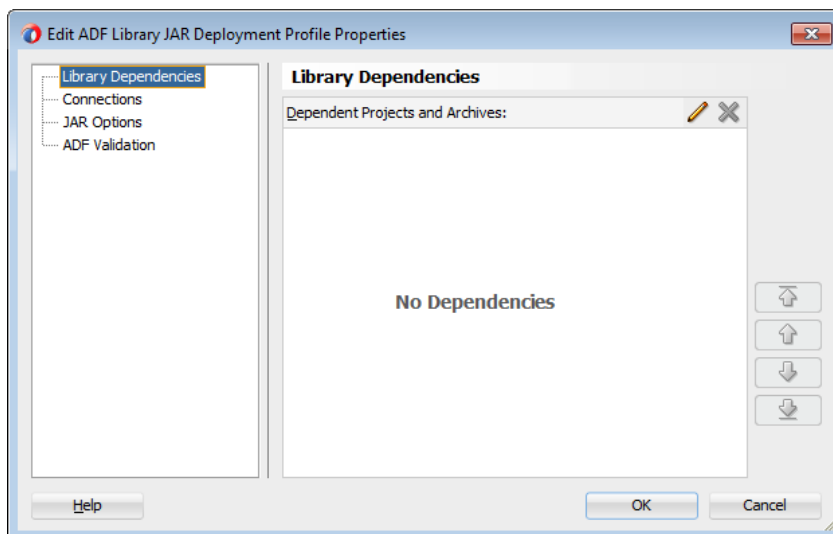 Edit ADF Library JAR Deployment Profile Properties
Library Dependencies
Connections
JAR Options
ADF Validation
Library Dependencies
Dependent Projects and Archives:
No Dependencies
Help
OK
Cancel